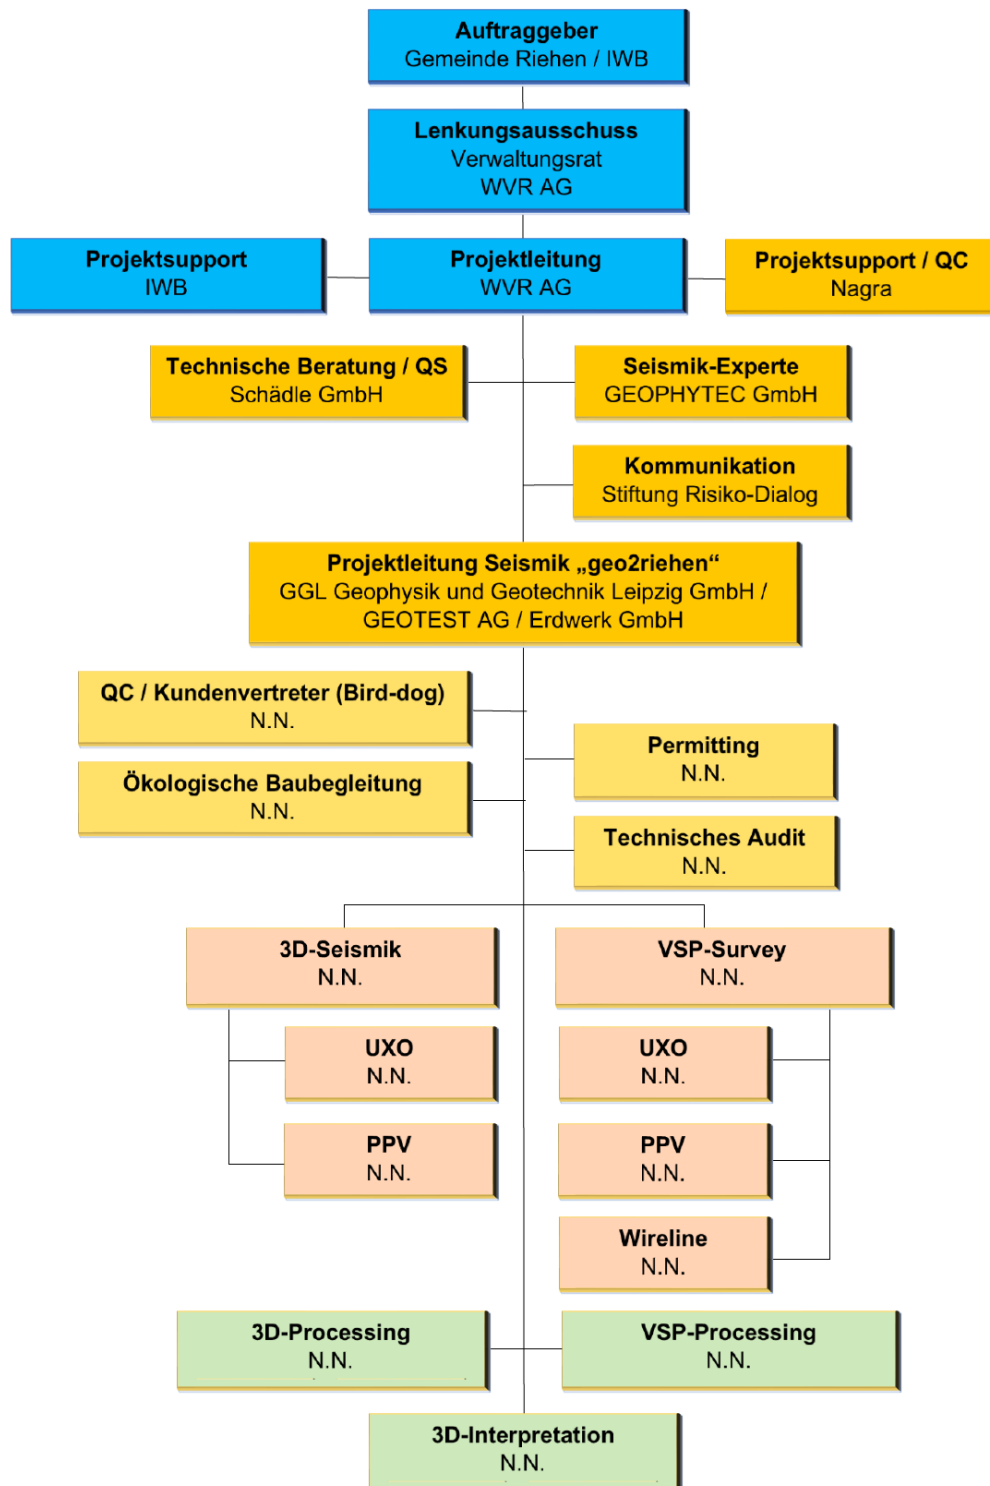 Auftraggeber
Gemeinde Riehen / IWB
Lenkungsausschuss
Verwaltungsrat
WVR AG
Projektsupport
IWB
Projektleitung
WVR AG
Projektsupport / QC
Nagra
Technische Beratung / QS
Schädle GmbH
Seismik-Experte
GEOPHYTEC GmbH
Kommunikation
Stiftung Risiko-Dialog
Projektleitung Seismik „geo2riehen“
GGL Geophysik und Geotechnik Leipzig GmbH /
GEOTEST AG / Erdwerk GmbH
QC / Kundenvertreter (Bird-dog)
N.N.
Permitting
N.N.
Ökologische Baubegleitung
N.N.
Technisches Audit
N.N.
3D-Seismik
N.N.
VSP-Survey
N.N.
UXO
N.N.
UXO
N.N.
PPV
N.N.
PPV
N.N.
Wireline
N.N.
3D-Processing
N.N.
VSP-Processing
N.N.
3D-Interpretation
N.N.